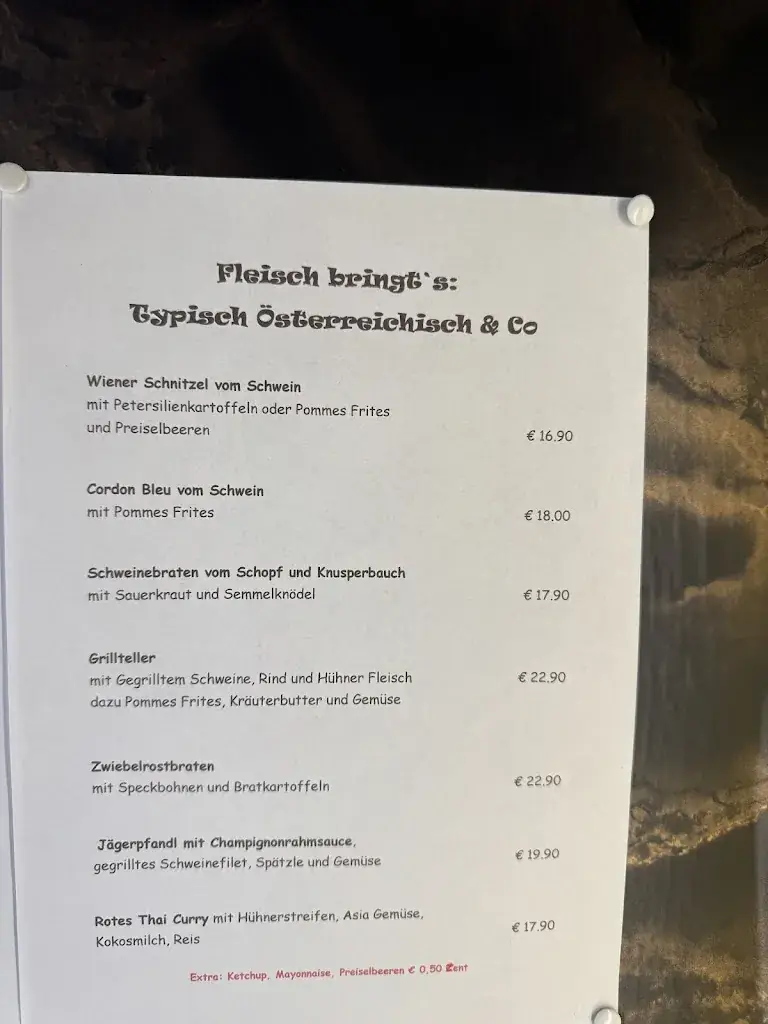 Fleisch bringt`s:
Typisch Österreichisch & Co
Wiener Schnitzel vom Schwein
mit Petersilienkartoffeln oder Pommes Frites
und Preiselbeeren
€ 16.90
Cordon Bleu vom Schwein
mit Pommes Frites
€ 18.00
Schweinebraten vom Schopf und Knusperbauch
mit Sauerkraut und Semmelknödel
€ 17.90
Grillteller
mit Gegrilltem Schweine, Rind und Hühner Fleisch
€ 22.90
dazu Pommes Frites, Kräuterbutter und Gemüse
Zwiebelrostbraten
mit Speckbohnen und Bratkartoffeln
€ 22.90
Jägerpfandl mit Champignonrahmsauce,
gegrilltes Schweinefilet, Spätzle und Gemüse
€ 19.90
Rotes Thai Curry mit Hühnerstreifen, Asia Gemüse,
Kokosmilch, Reis
€ 17.90
Extra: Ketchup, Mayonnaise, Preiselbeeren € 0,50 Cent